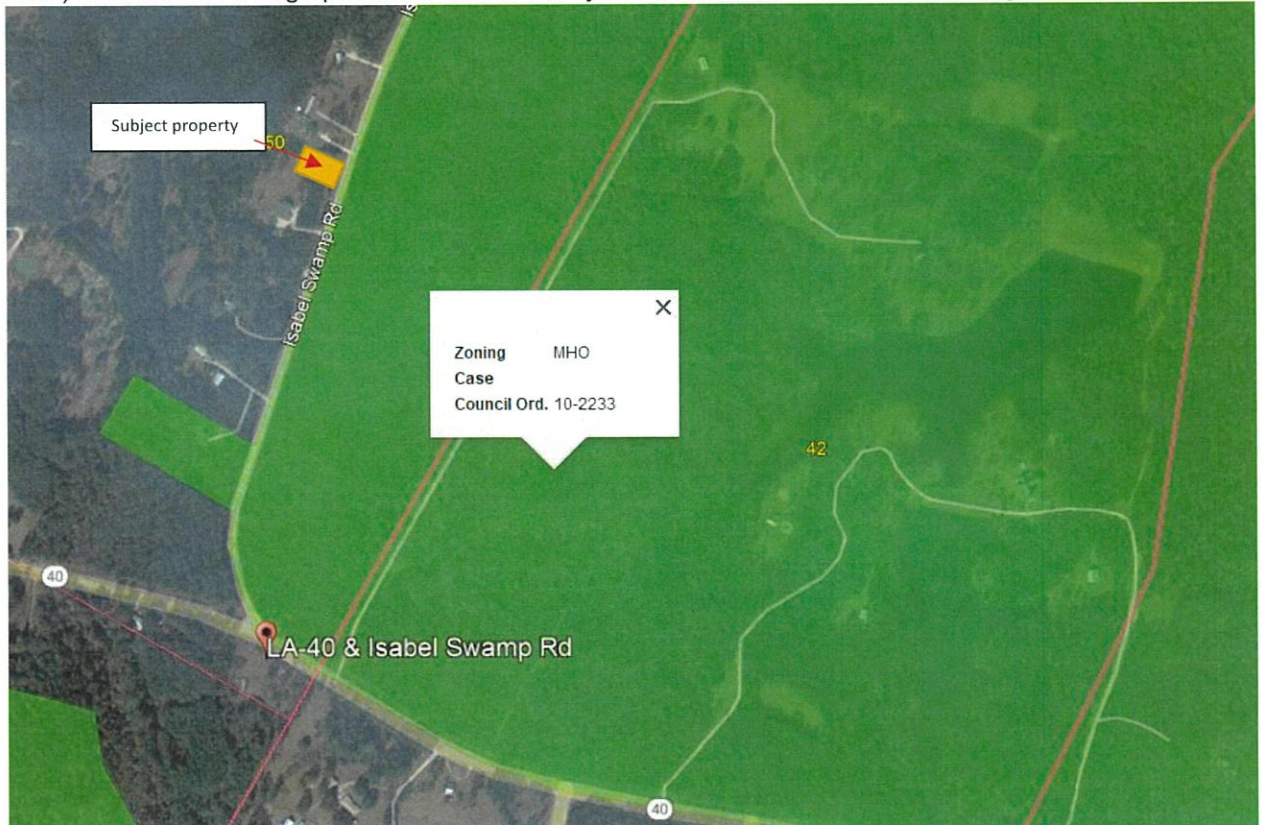 Subject property
50
Isabel Swamp Rd
Zoning MHO
Case
Council Ord. 10-2233
42
40
LA-40 & Isabel Swamp Rd
40